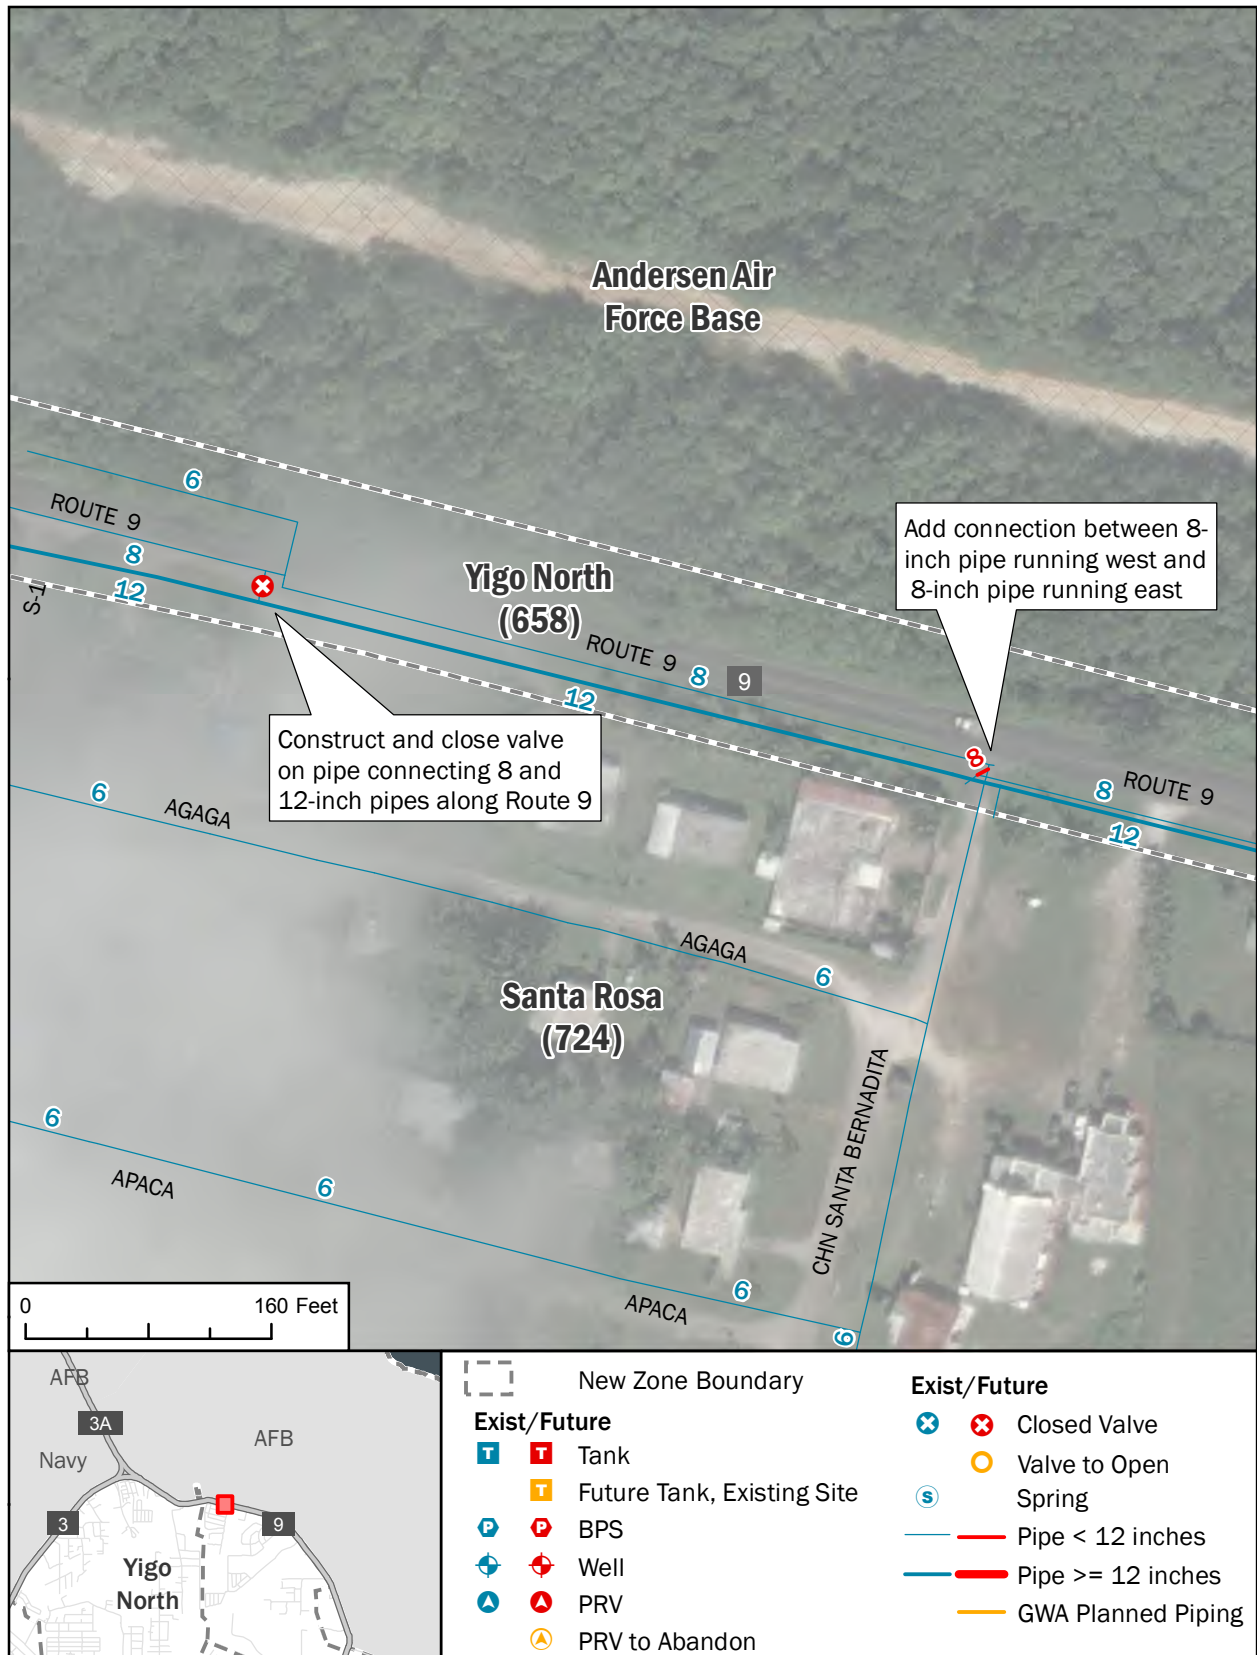 Andersen Air
Force Base
6
ROUTE 9
8
12
S-1
Yigo North
(658)
ROUTE 9
8
9
12
Add connection between 8-
inch pipe running west and
8-inch pipe running east
Construct and close valve
on pipe connecting 8 and
12-inch pipes along Route 9
8
8
ROUTE 9
12
6
AGAGA
AGAGA
6
Santa Rosa
(724)
CHN SANTA BERNADITA
6
APACA
6
6
APACA
6
0 160 Feet
AFB
3A
AFB
Navy
3
9
Yigo
North
New Zone Boundary
Exist/Future
T T Tank
T Future Tank, Existing Site
P P BPS
Well
PRV
PRV to Abandon
Exist/Future
Closed Valve
Valve to Open
S Spring
Pipe < 12 inches
Pipe >= 12 inches
GWA Planned Piping